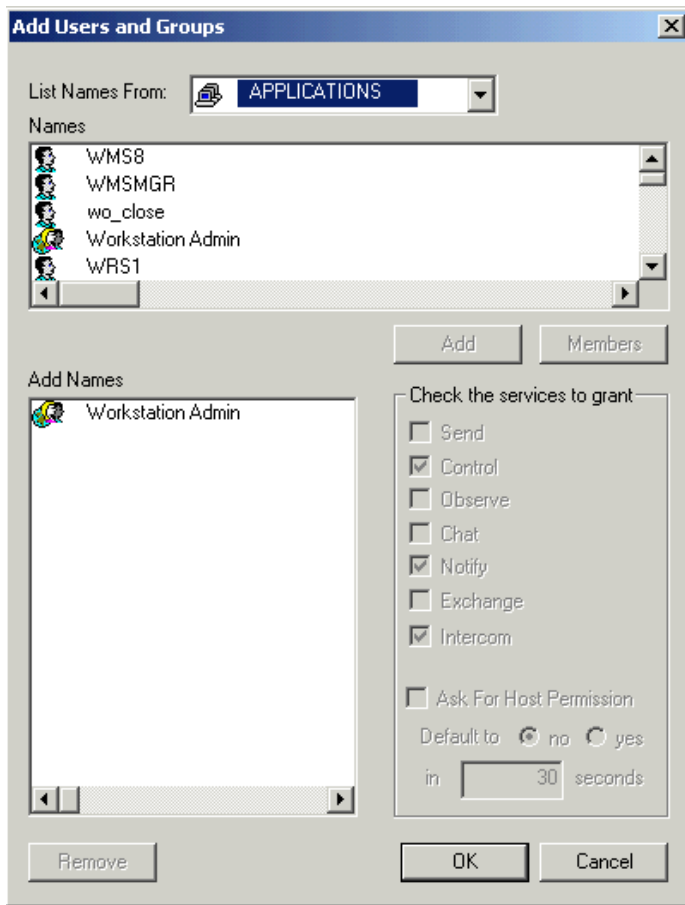 Add Users and Groups
List Names From: APPLICATIONS
Names
WMS8
WMSMGR
wo_close
Workstation Admin
WRS1
Add Members
Add Names
Workstation Admin
Check the services to grant
Send
Control
Observe
Chat
Notify
Exchange
Intercom
Ask For Host Permission
Default to no yes
in 30 seconds
Remove OK Cancel